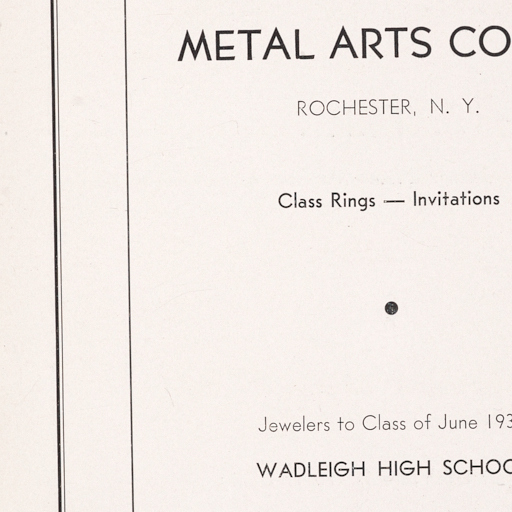 METAL ARTS CO
ROCHESTER, N. Y.
Class Rings — Invitations
Jewelers to Class of June 193
WADLEIGH HIGH SCHOO